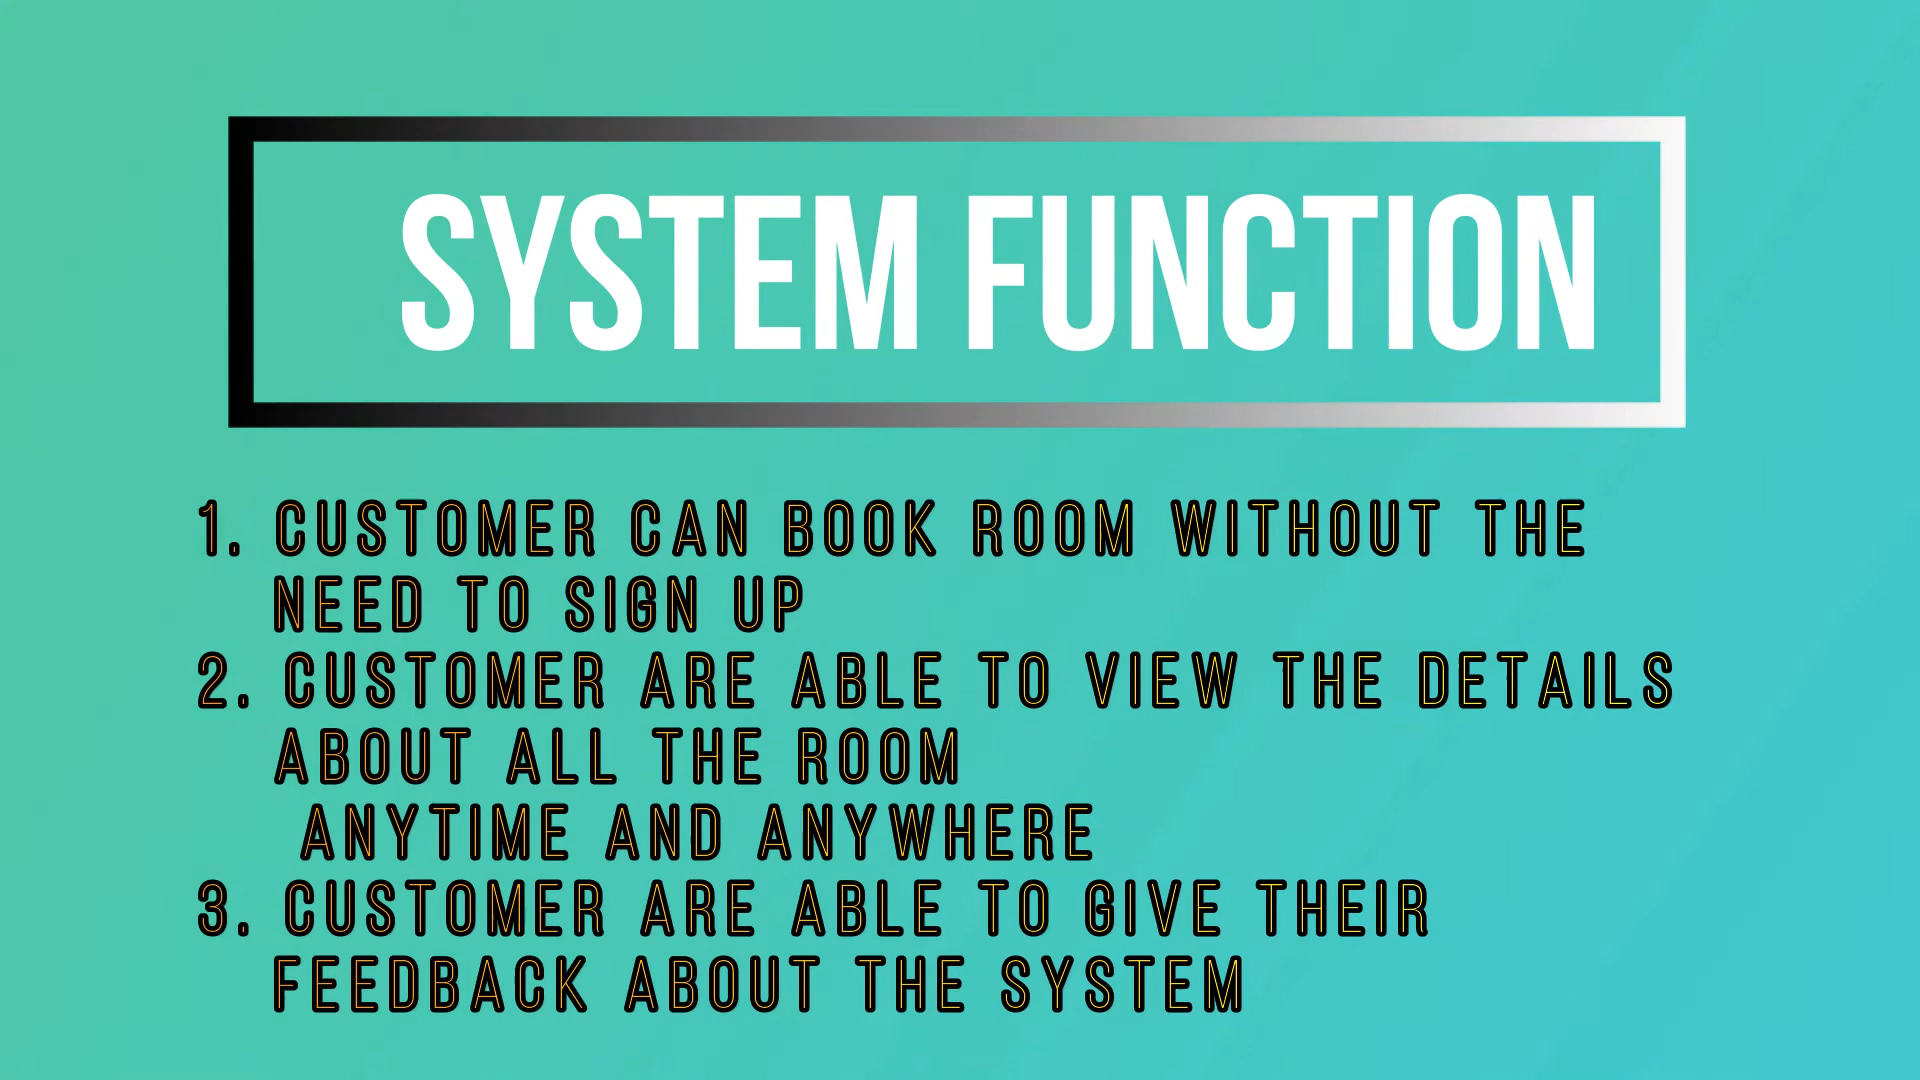 SYSTEM FUNCTION
1. CUSTOMER CAN BOOK ROOM WITHOUT THE
NEED TO SIGN UP
2. CUSTOMER ARE ABLE TO VIEW THE DETAILS
ABOUT ALL THE ROOM
ANYTIME AND ANYWHERE
3. CUSTOMER ARE ABLE TO GIVE THEIR
FEEDBACK ABOUT THE SYSTEM